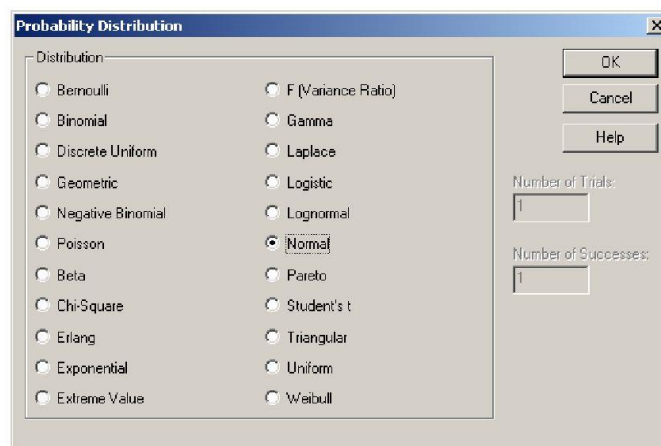 Probability Distribution
Distribution
Bernoulli
Binomial
Discrete Uniform
Geometric
Negative Binomial
Poisson
Beta
Chi-Square
Erlang
Exponential
Extreme Value
F (Variance Ratio)
Gamma
Laplace
Logistic
Lognormal
Normal
Pareto
Student's t
Triangular
Uniform
Weibull
OK
Cancel
Help
Number of Trials:
1
Number of Successes:
1